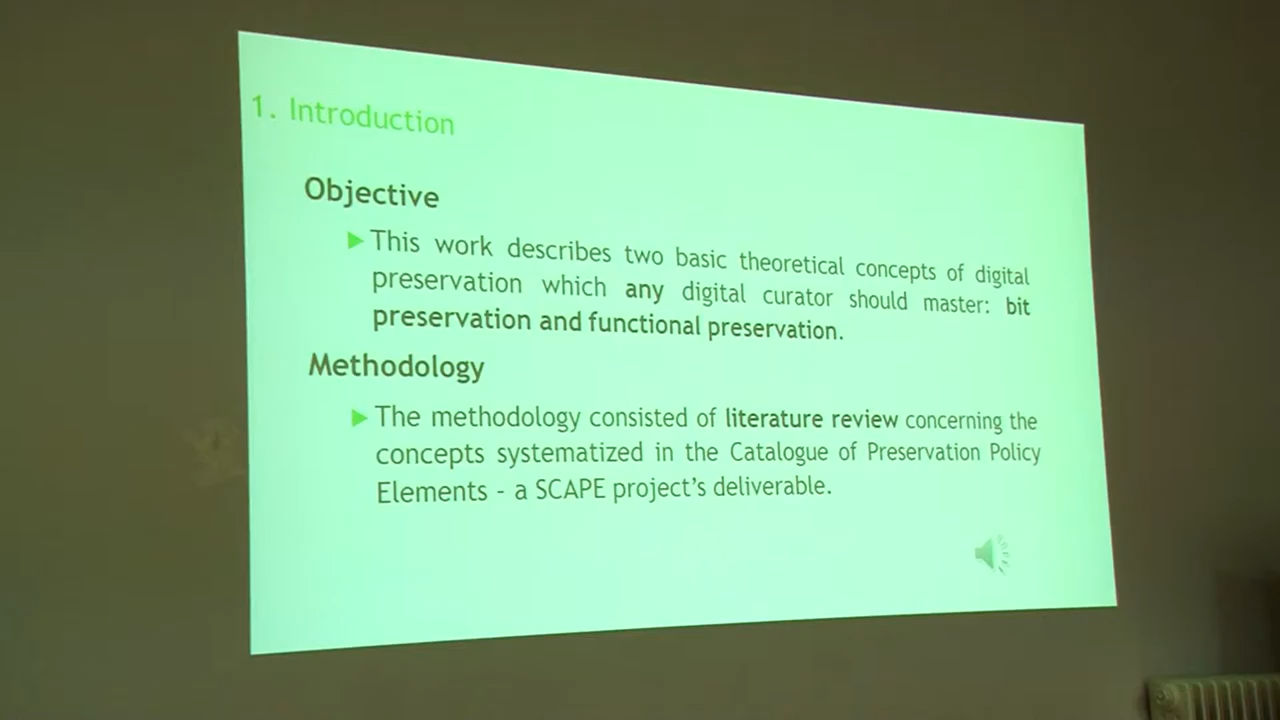 1. Introduction
Objective
This work describes two basic theoretical concepts of digital
preservation which any digital curator should master: bit
preservation and functional preservation.
Methodology
The methodology consisted of literature review concerning the
concepts systematized in the Catalogue of Preservation Policy
Elements – a SCAPE project's deliverable.